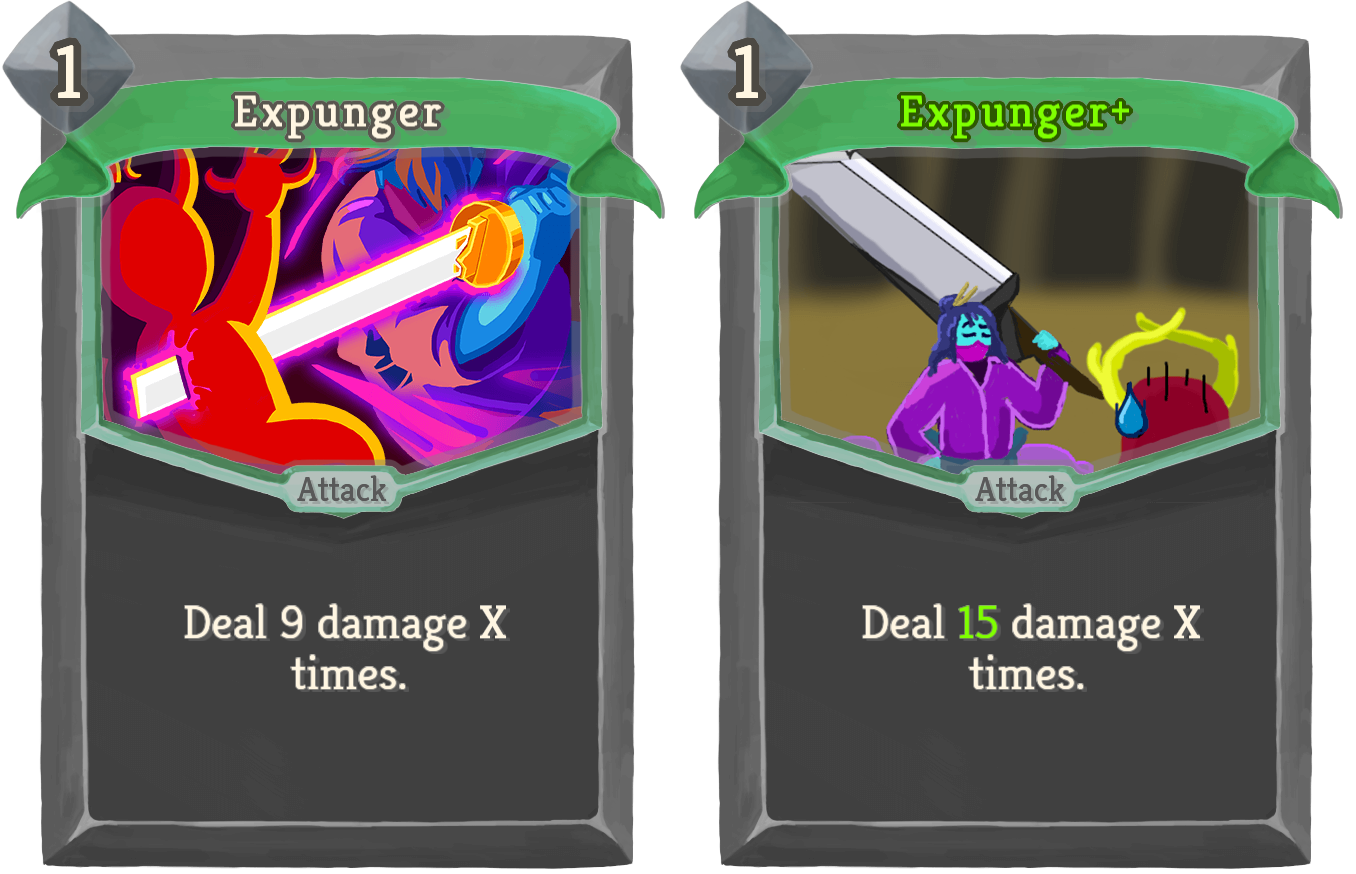 1
Expunger
Attack
Deal 9 damage X
times.
1
Expunger+
Attack
Deal 15 damage X
times.